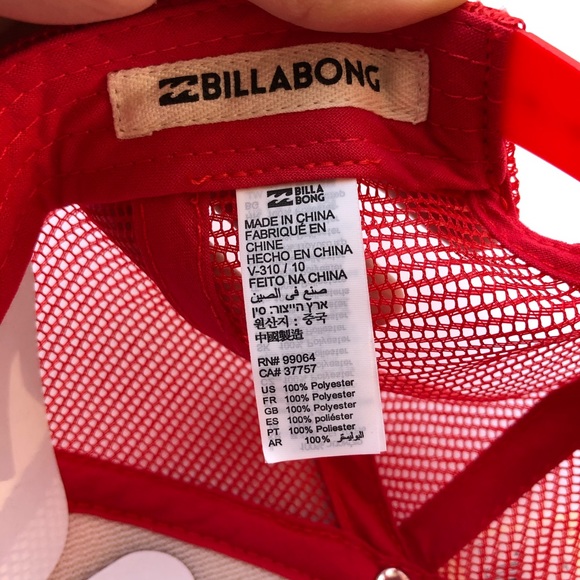 BILLABONG
BILLA
BONG
MADE IN CHINA
FABRIQUÉ EN
CHINE
HECHO EN CHINA
V-310 / 10
FEITO NA CHINA
صنع في الصين
ארץ הייצור: סין
원산지 : 중국
中國製造
RN# 99064
CA# 37757
US 100% Polyester
FR 100% Polyester
GB 100% Polyester
ES 100% poliéster
PT 100% Polyester
AR 100% البوليستر